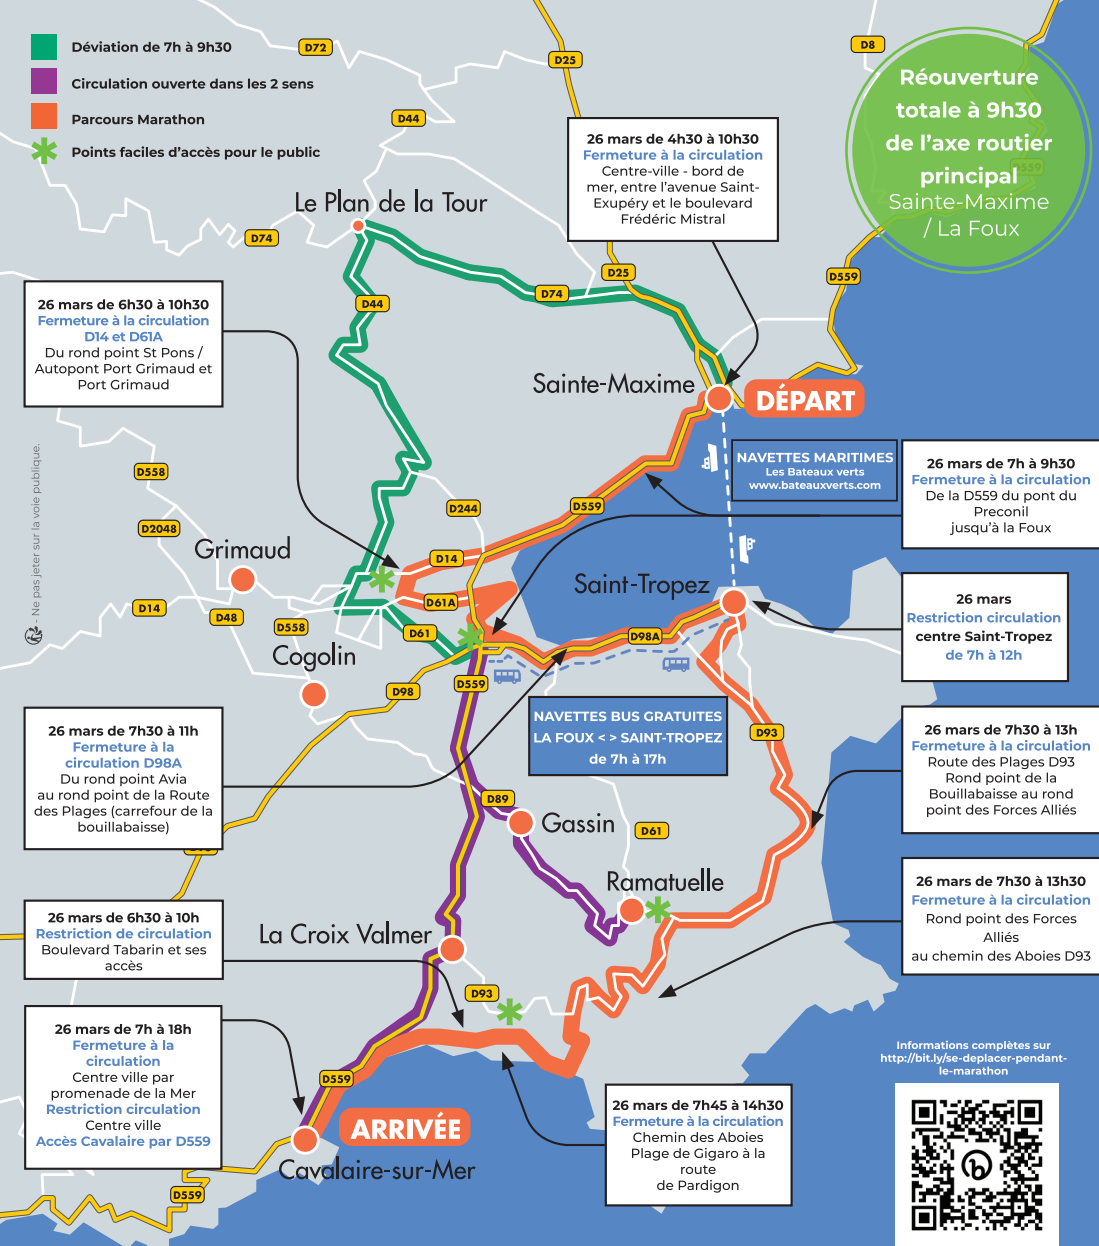 Déviation de 7h à 9h30
Circulation ouverte dans les 2 sens
Parcours Marathon
Points faciles d'accès pour le public
D72
D25
D8
D44
Réouverture
totale à 9h30
de l'axe routier
principal
Sainte-Maxime
/ La Foux
D559
26 mars de 4h30 à 10h30
Fermeture à la circulation
Centre-ville - bord de
mer, entre l'avenue Saint-
Exupéry et le boulevard
Frédéric Mistral
Le Plan de la Tour
D74
D25
D559
D74
D44
26 mars de 6h30 à 10h30
Fermeture à la circulation
D14 et D61A
Du rond point St Pons /
Autopont Port Grimaud et
Port Grimaud
Sainte-Maxime
DÉPART
- Ne pas jeter sur la voie publique.
NAVETTES MARITIMES
Les Bateaux verts
www.bateauxverts.com
26 mars de 7h à 9h30
Fermeture à la circulation
De la D559 du pont du
Preconil
jusqu'à la Foux
D558
D2048
D244
D559
Grimaud
D14
Saint-Tropez
D14
D48
D558
D61A
D61
D98A
26 mars
Restriction circulation
centre Saint-Tropez
de 7h à 12h
Cogolin
D98
D559
26 mars de 7h30 à 11h
Fermeture à la
circulation D98A
Du rond point Avia
au rond point de la Route
des Plages (carrefour de la
bouillabaisse)
NAVETTES BUS GRATUITES
LA FOUX < > SAINT-TROPEZ
de 7h à 17h
D93
26 mars de 7h30 à 13h
Fermeture à la circulation
Route des Plages D93
Rond point de la
Bouillabaisse au rond
point des Forces Alliés
D89
Gassin
D61
Ramatuelle
26 mars de 7h30 à 13h30
Fermeture à la circulation
Rond point des Forces
Alliés
au chemin des Aboies D93
26 mars de 6h30 à 10h
Restriction de circulation
Boulevard Tabarin et ses
accès
La Croix Valmer
D93
26 mars de 7h à 18h
Fermeture à la
circulation
Centre ville par
promenade de la Mer
Restriction circulation
Centre ville
Accès Cavalaire par D559
D559
ARRIVÉE
Cavalaire-sur-Mer
D559
26 mars de 7h45 à 14h30
Fermeture à la circulation
Chemin des Aboies
Plage de Gigaro à la
route
de Pardigon
Informations complètes sur
http://bit.ly/se-deplacer-pendant-
le-marathon